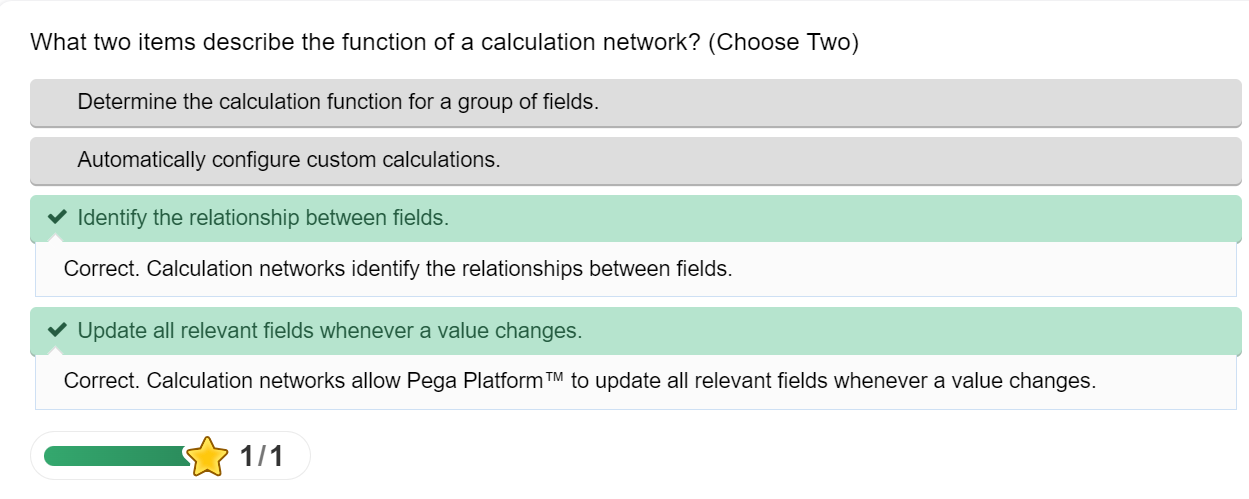 What two items describe the function of a calculation network? (Choose Two)
Determine the calculation function for a group of fields.
Automatically configure custom calculations.
Identify the relationship between fields.
Correct. Calculation networks identify the relationships between fields.
Update all relevant fields whenever a value changes.
Correct. Calculation networks allow Pega Platform™ to update all relevant fields whenever a value changes.
1/1